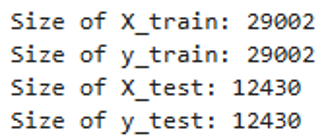 Size of X_train: 29002
Size of y_train: 29002
Size of X_test: 12430
Size of y_test: 12430